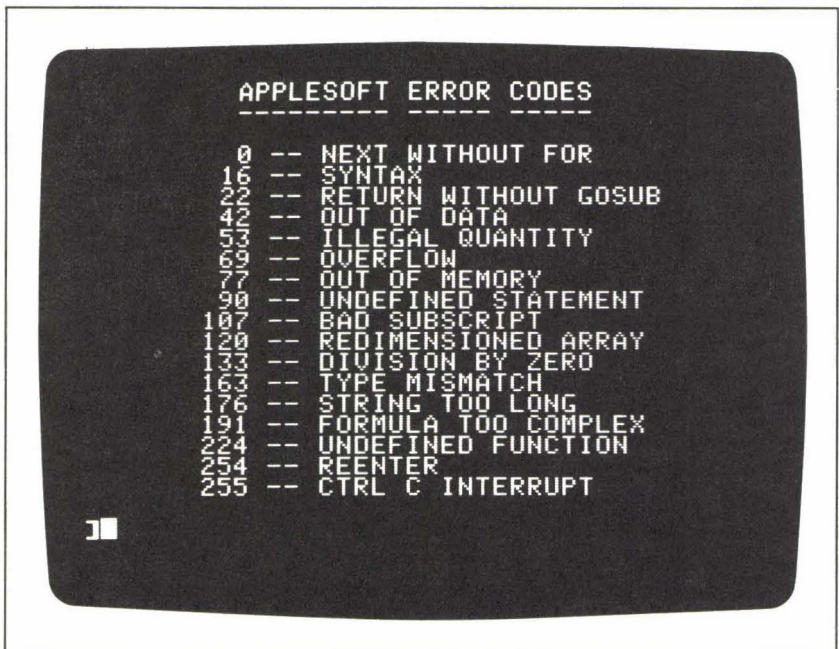 APPLESOFT ERROR CODES
--------- ----- -----
0 -- NEXT WITHOUT FOR
16 -- SYNTAX
22 -- RETURN WITHOUT GOSUB
42 -- OUT OF DATA
53 -- ILLEGAL QUANTITY
69 -- OVERFLOW
77 -- OUT OF MEMORY
90 -- UNDEFINED STATEMENT
107 -- BAD SUBSCRIPT
120 -- REDIMENSIONED ARRAY
133 -- DIVISION BY ZERO
163 -- TYPE MISMATCH
176 -- STRING TOO LONG
191 -- FORMULA TOO COMPLEX
224 -- UNDEFINED FUNCTION
254 -- REENTER
255 -- CTRL C INTERRUPT
]